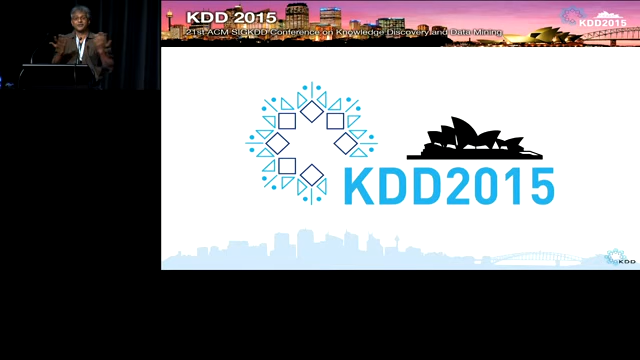 KDD 2015
21st ACM SIGKDD Conference on Knowledge Discovery and Data Mining
KDD2015
KDD2015
KDD